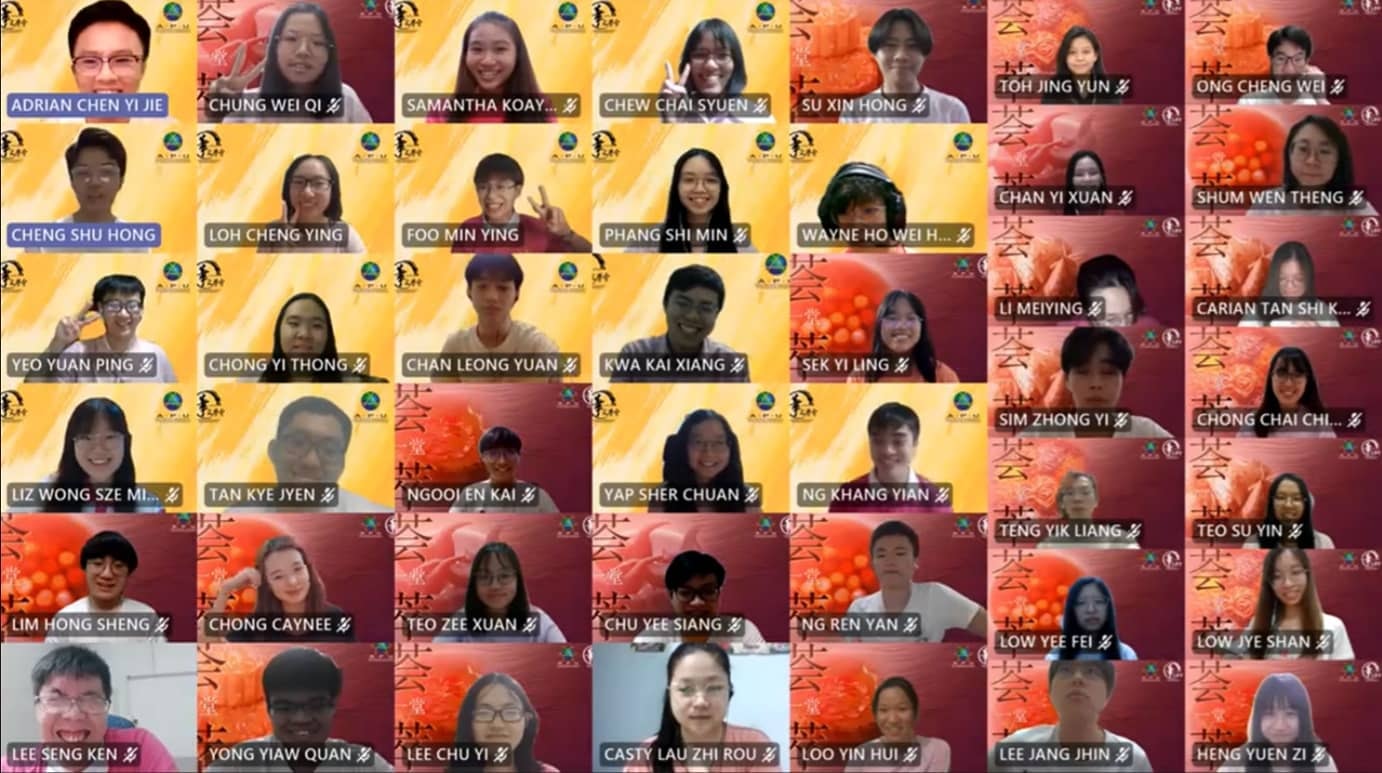 ADRIAN CHEN YI JIE
CHUNG WEI QI
SAMANTHA KOAY...
CHEW CHAI SYUEN
SU XIN HONG
CHENG SHU HONG
LOH CHENG YING
FOO MIN YING
PHANG SHI MIN
WAYNE HO WEI H...
YEO YUAN PING
CHONG YI THONG
CHAN LEONG YUAN
KWA KAI XIANG
SEK YI LING
LIZ WONG SZE MI...
TAN KYE JYEN
NGOOI EN KAI
YAP SHER CHUAN
NG KHANG YIAN
LIM HONG SHENG
CHONG CAYNEE
TEO ZEE XUAN
CHU YEE SIANG
NG REN YAN
LEE SENG KEN
YONG YIAW QUAN
LEE CHU YI
CASTY LAU ZHI ROU
LOO YIN HUI
TOH JING YUN
ONG CHENG WEI
CHAN YI XUAN
SHUM WEN THENG
LI MEIYING
CARIAN TAN SHI K...
SIM ZHONG YI
CHONG CHAI CHI...
TENG YIK LIANG
TEO SU YIN
LOW YEE FEI
LOW JYE SHAN
LEE JANG JHIN
HENG YUEN ZI